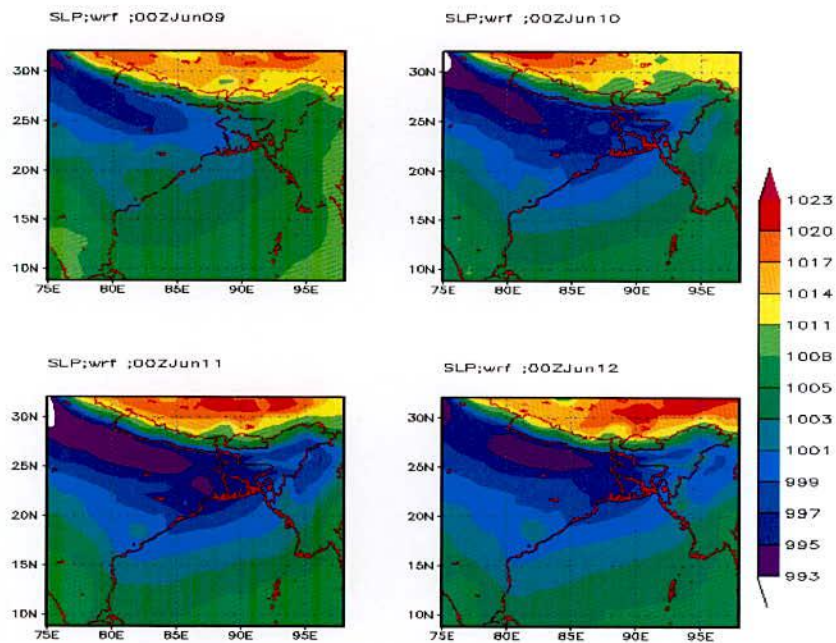 SLP;wrf ;00ZJun09
SLP;wrf ;00ZJun10
30N
25N
20N
15N
10N
75E 80E 85E 90E 95E
30N
25N
20N
15N
10N
75E 80E 85E 90E 95E
SLP;wrf ;00ZJun11
SLP;wrf ;00ZJun12
30N
25N
20N
15N
10N
75E 80E 85E 90E 95E
30N
25N
20N
15N
10N
75E 80E 85E 90E 95E
1023
1020
1017
1014
1011
1008
1005
1003
1001
999
997
995
993